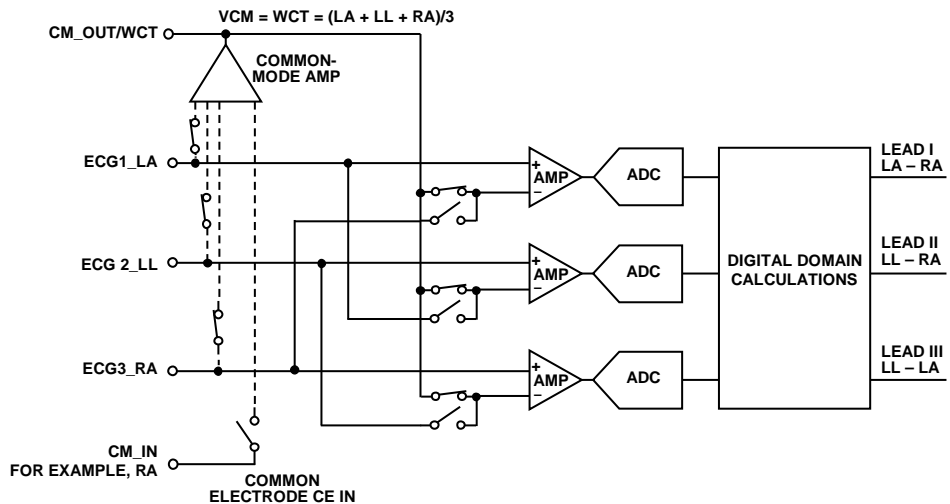 VCM = WCT = (LA + LL + RA)/3
CM_OUT/WCT
COMMON-
MODE AMP
ECG1_LA
+
AMP
–
ADC
LEAD I
LA – RA
ECG 2_LL
+
AMP
–
ADC
DIGITAL DOMAIN
CALCULATIONS
LEAD II
LL – RA
ECG3_RA
+
AMP
–
ADC
LEAD III
LL – LA
CM_IN
FOR EXAMPLE, RA
COMMON
ELECTRODE CE IN